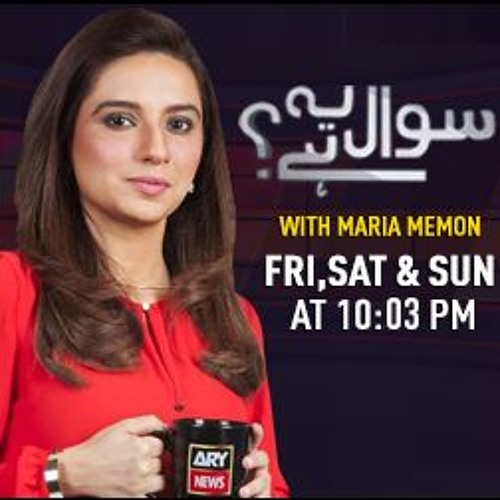 سوال یہ
ہے؟
WITH MARIA MEMON
FRI,SAT & SUN
AT 10:03 PM
ARY
NEWS